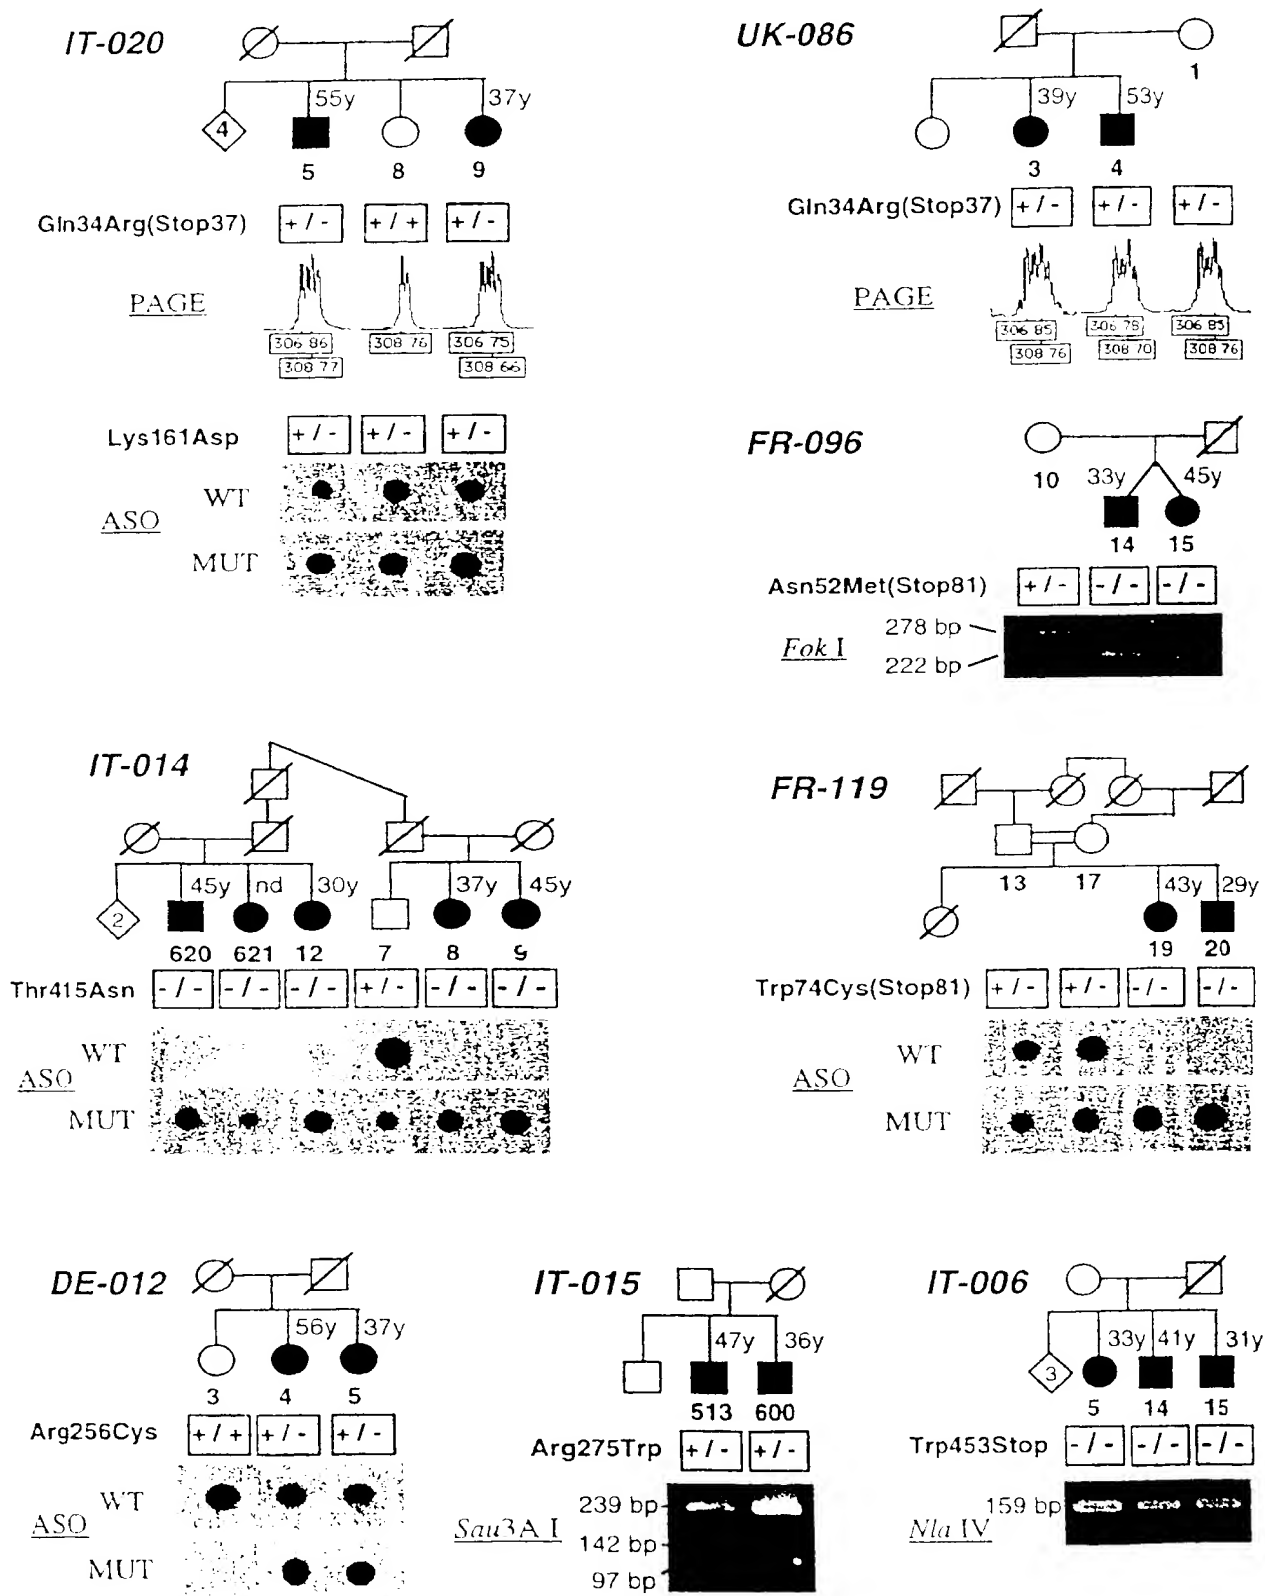 IT-020
4
55y
37y
5 8 9
Gln34Arg(Stop37) +/- +/+ +/-
PAGE
306 86 308 76 306 75
308 77 308 66
Lys161Asp +/- +/- +/-
WT
ASO
MUT
UK-086
1
39y 53y
3 4
Gln34Arg(Stop37) +/- +/- +/-
PAGE
306 85 306 78 306 85
308 76 308 70 308 76
FR-096
10
33y 45y
14 15
Asn52Met(Stop81) +/- -/- -/-
278 bp
Fok I
222 bp
IT-014
2
45y nd 30y 37y 45y
620 621 12 7 8 9
Thr415Asn -/- -/- -/- +/- -/- -/-
WT
ASO
MUT
FR-119
13 17
43y 29y
19 20
Trp74Cys(Stop81) +/- +/- -/- -/-
WT
ASO
MUT
DE-012
56y 37y
3 4 5
Arg256Cys +/+ +/- +/-
WT
ASO
MUT
IT-015
47y 36y
513 600
Arg275Trp +/- +/-
239 bp
Sau3A I
142 bp
97 bp
IT-006
3
33y 41y 31y
5 14 15
Trp453Stop -/- -/- -/-
159 bp
Nla IV